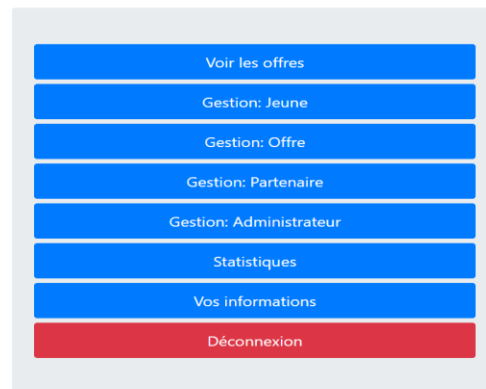 Voir les offres
Gestion: Jeune
Gestion: Offre
Gestion: Partenaire
Gestion: Administrateur
Statistiques
Vos informations
Déconnexion